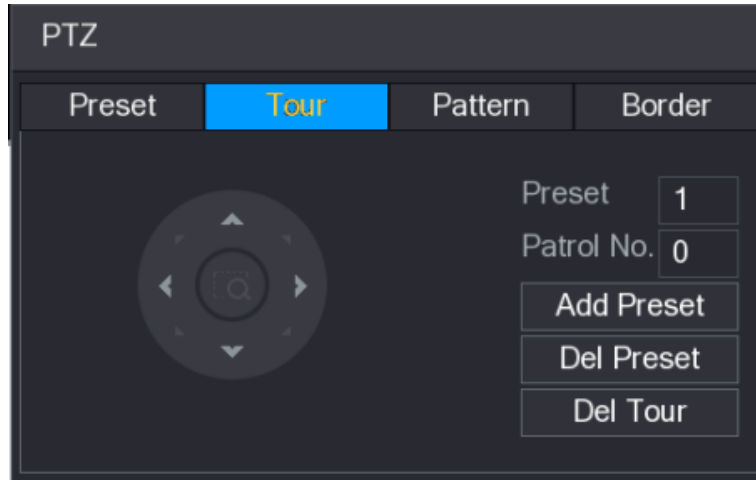 PTZ
Preset Tour Pattern Border
Preset 1
Patrol No. 0
Add Preset
Del Preset
Del Tour